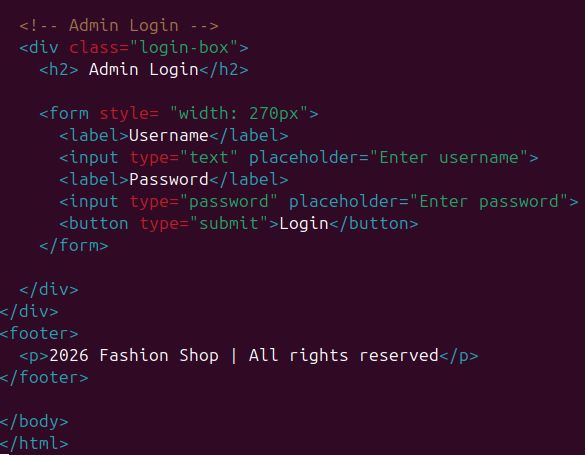 <!-- Admin Login -->
<div class="login-box">
<h2> Admin Login</h2>
<form style= "width: 270px">
<label>Username</label>
<input type="text" placeholder="Enter username">
<label>Password</label>
<input type="password" placeholder="Enter password">
<button type="submit">Login</button>
</form>
</div>
</div>
<footer>
<p>2026 Fashion Shop | All rights reserved</p>
</footer>
</body>
</html>